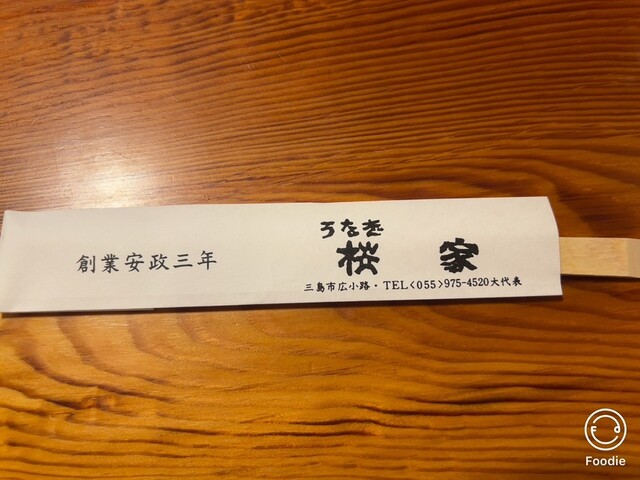 創業安政三年
うなぎ
桜家
三島市広小路・TEL<055>975-4520大代表
Foodie